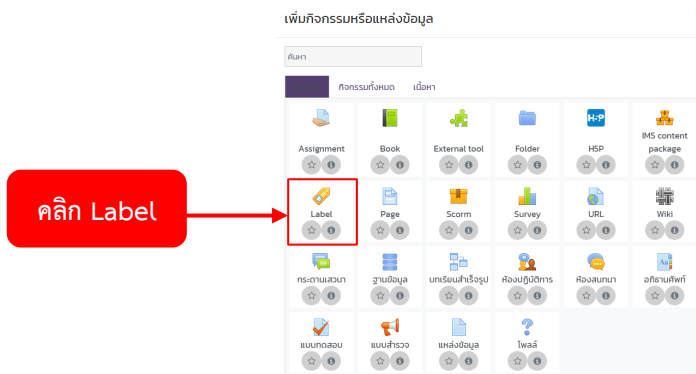 เพิ่มกิจกรรมหรือแหล่งข้อมูล
ค้นหา
กิจกรรมทั้งหมด เนื้อหา
Assignment Book External tool Folder H5P IMS content package
คลิก Label
Label Page Scorm Survey URL Wiki
กระดานเสวนา ฐานข้อมูล บทเรียนสำเร็จรูป ห้องปฏิบัติการ ห้องสนทนา อภิธานศัพท์
แบบทดสอบ แบบสำรวจ แหล่งข้อมูล โพลล์